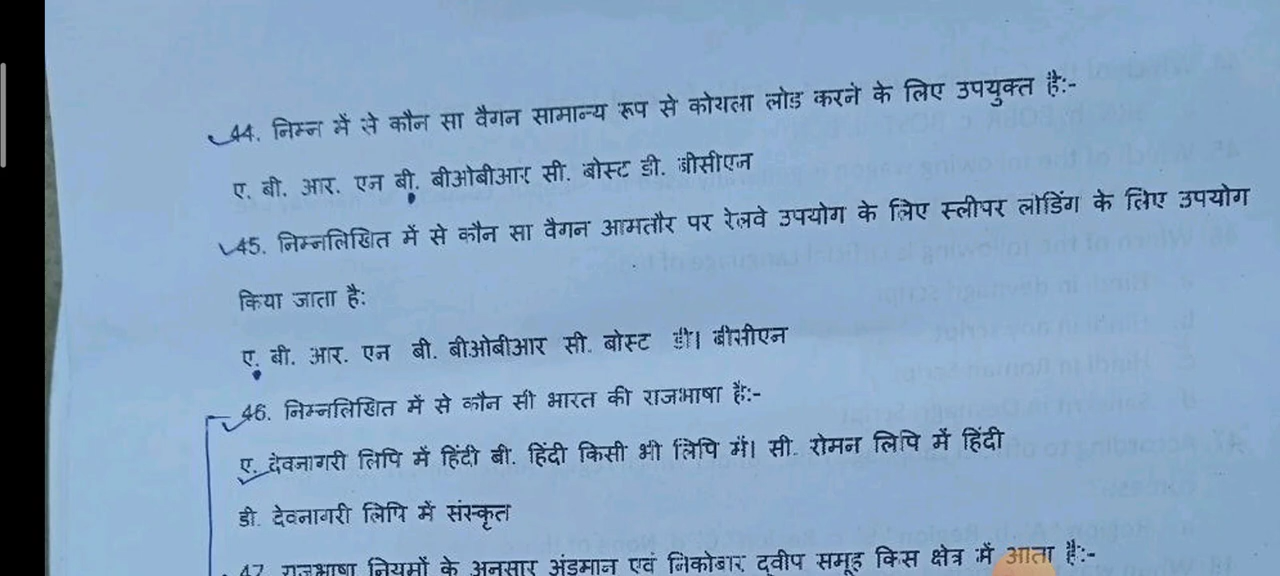 44. निम्न में से कौन सा वैगन सामान्य रूप से कोयला लोड करने के लिए उपयुक्त है:-
ए. बी. आर. एन बी. बीओबीआर सी. बोस्ट डी. बीसीएन
45. निम्नलिखित में से कौन सा वैगन आमतौर पर रेलवे उपयोग के लिए स्लीपर लोडिंग के लिए उपयोग
किया जाता है:
ए. बी. आर. एन बी. बीओबीआर सी. बोस्ट डी। बीसीएन
46. निम्नलिखित में से कौन सी भारत की राजभाषा है:-
ए. देवनागरी लिपि में हिंदी बी. हिंदी किसी भी लिपि में। सी. रोमन लिपि में हिंदी
डी. देवनागरी लिपि में संस्कृत
47. राजभाषा नियमों के अनुसार अंडमान एवं निकोबार द्वीप समूह किस क्षेत्र में आता है:-